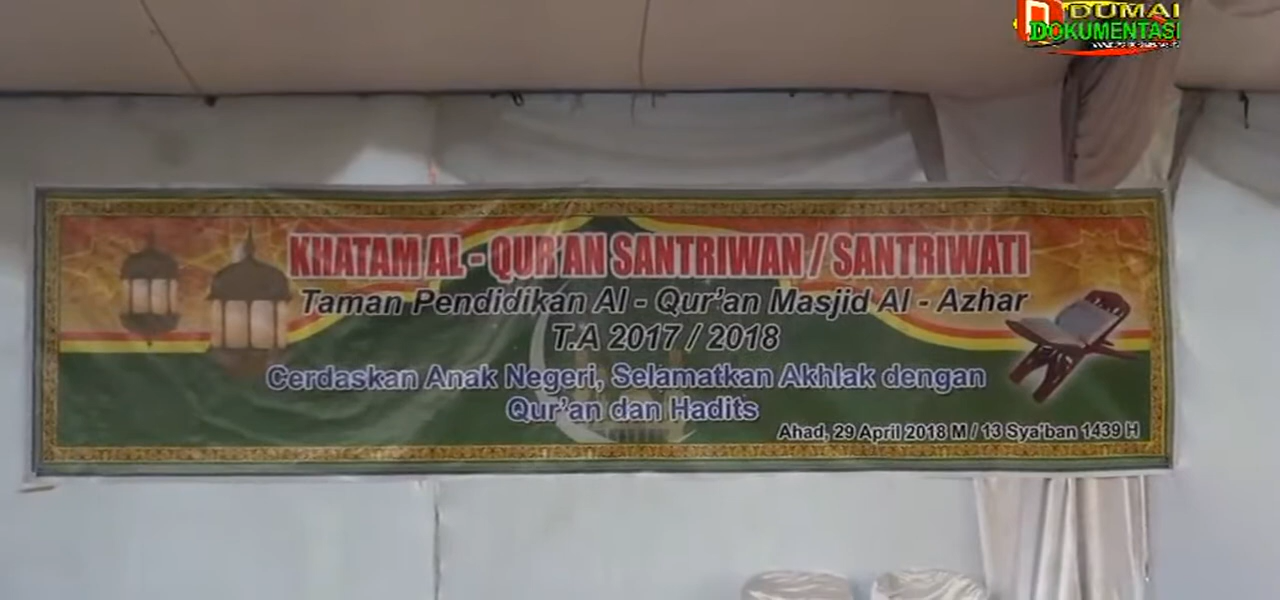 DUMAI
DOKUMENTASI
KHATAM AL - QUR'AN SANTRIWAN / SANTRIWATI
Taman Pendidikan Al - Qur'an Masjid Al - Azhar
T.A 2017 / 2018
Cerdaskan Anak Negeri, Selamatkan Akhlak dengan
Qur'an dan Hadits
Ahad, 29 April 2018 M / 13 Sya'ban 1439 H